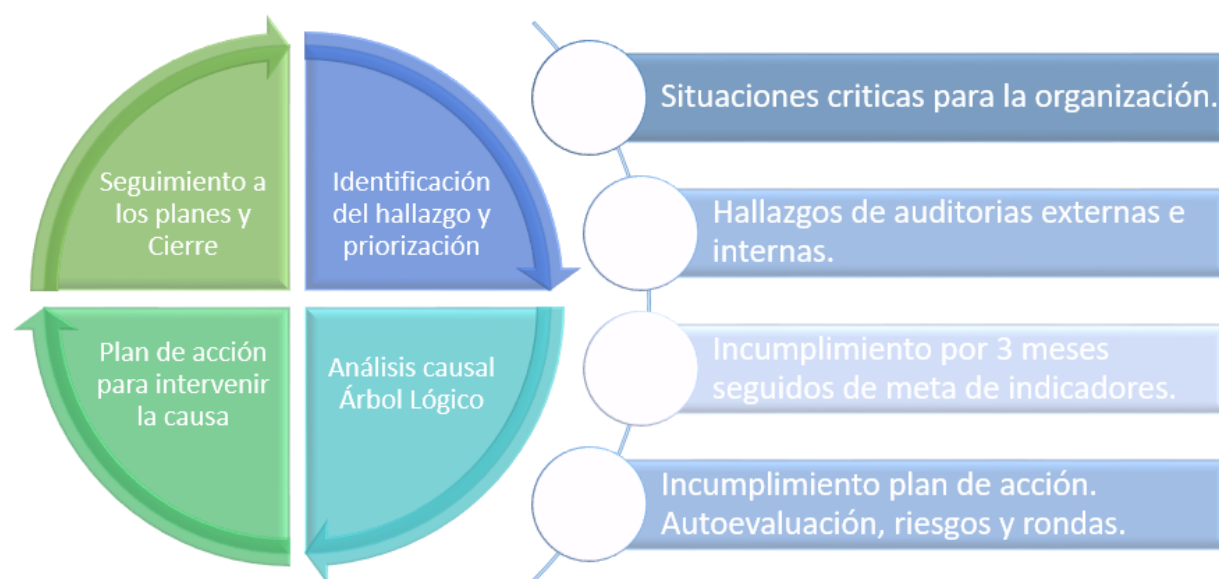 Seguimiento a
los planes y
Cierre
Identificación
del hallazgo y
priorización
Plan de acción
para intervenir
la causa
Análisis causal
Árbol Lógico
Situaciones criticas para la organización.
Hallazgos de auditorias externas e
internas.
Incumplimiento por 3 meses
seguidos de meta de indicadores.
Incumplimiento plan de acción.
Autoevaluación, riesgos y rondas.